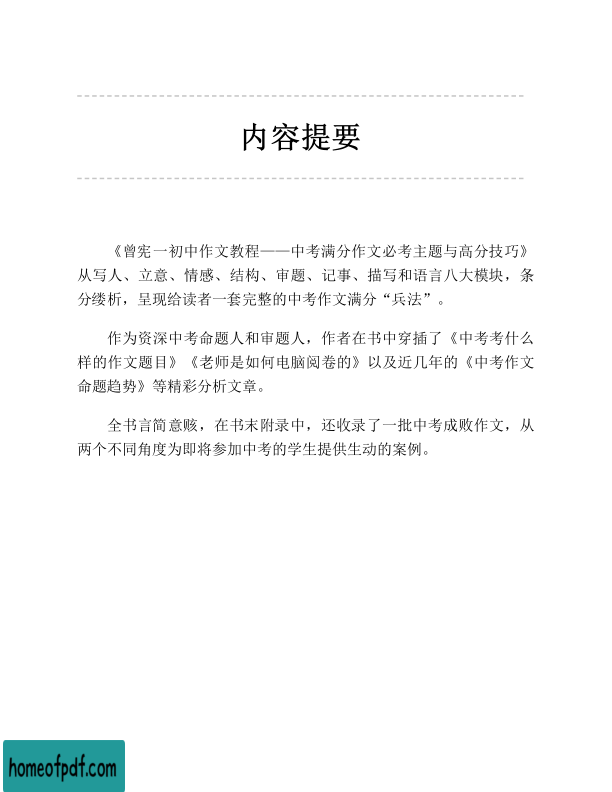 内容提要
《曾宪一初中作文教程——中考满分作文必考主题与高分技巧》
从写人、立意、情感、结构、审题、记事、描写和语言八大模块，条
分缕析，呈现给读者一套完整的中考作文满分“兵法”。
作为资深中考命题人和审题人，作者在书中穿插了《中考考什么
样的作文题目》《老师是如何电脑阅卷的》以及近几年的《中考作文
命题趋势》等精彩分析文章。
全书言简意赅，在书末附录中，还收录了一批中考成败作文，从
两个不同角度为即将参加中考的学生提供生动的案例。
homeofpdf.com